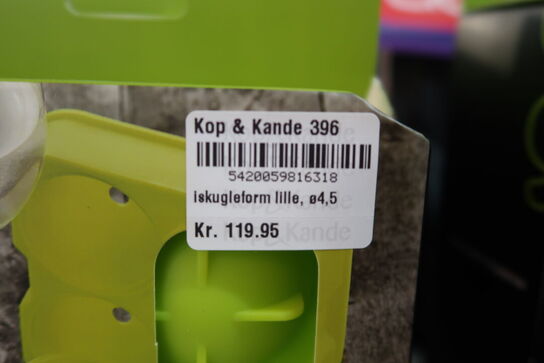 Kop & Kande 396
5420059816318
iskugleform lille, ø4,5
Kr. 119.95